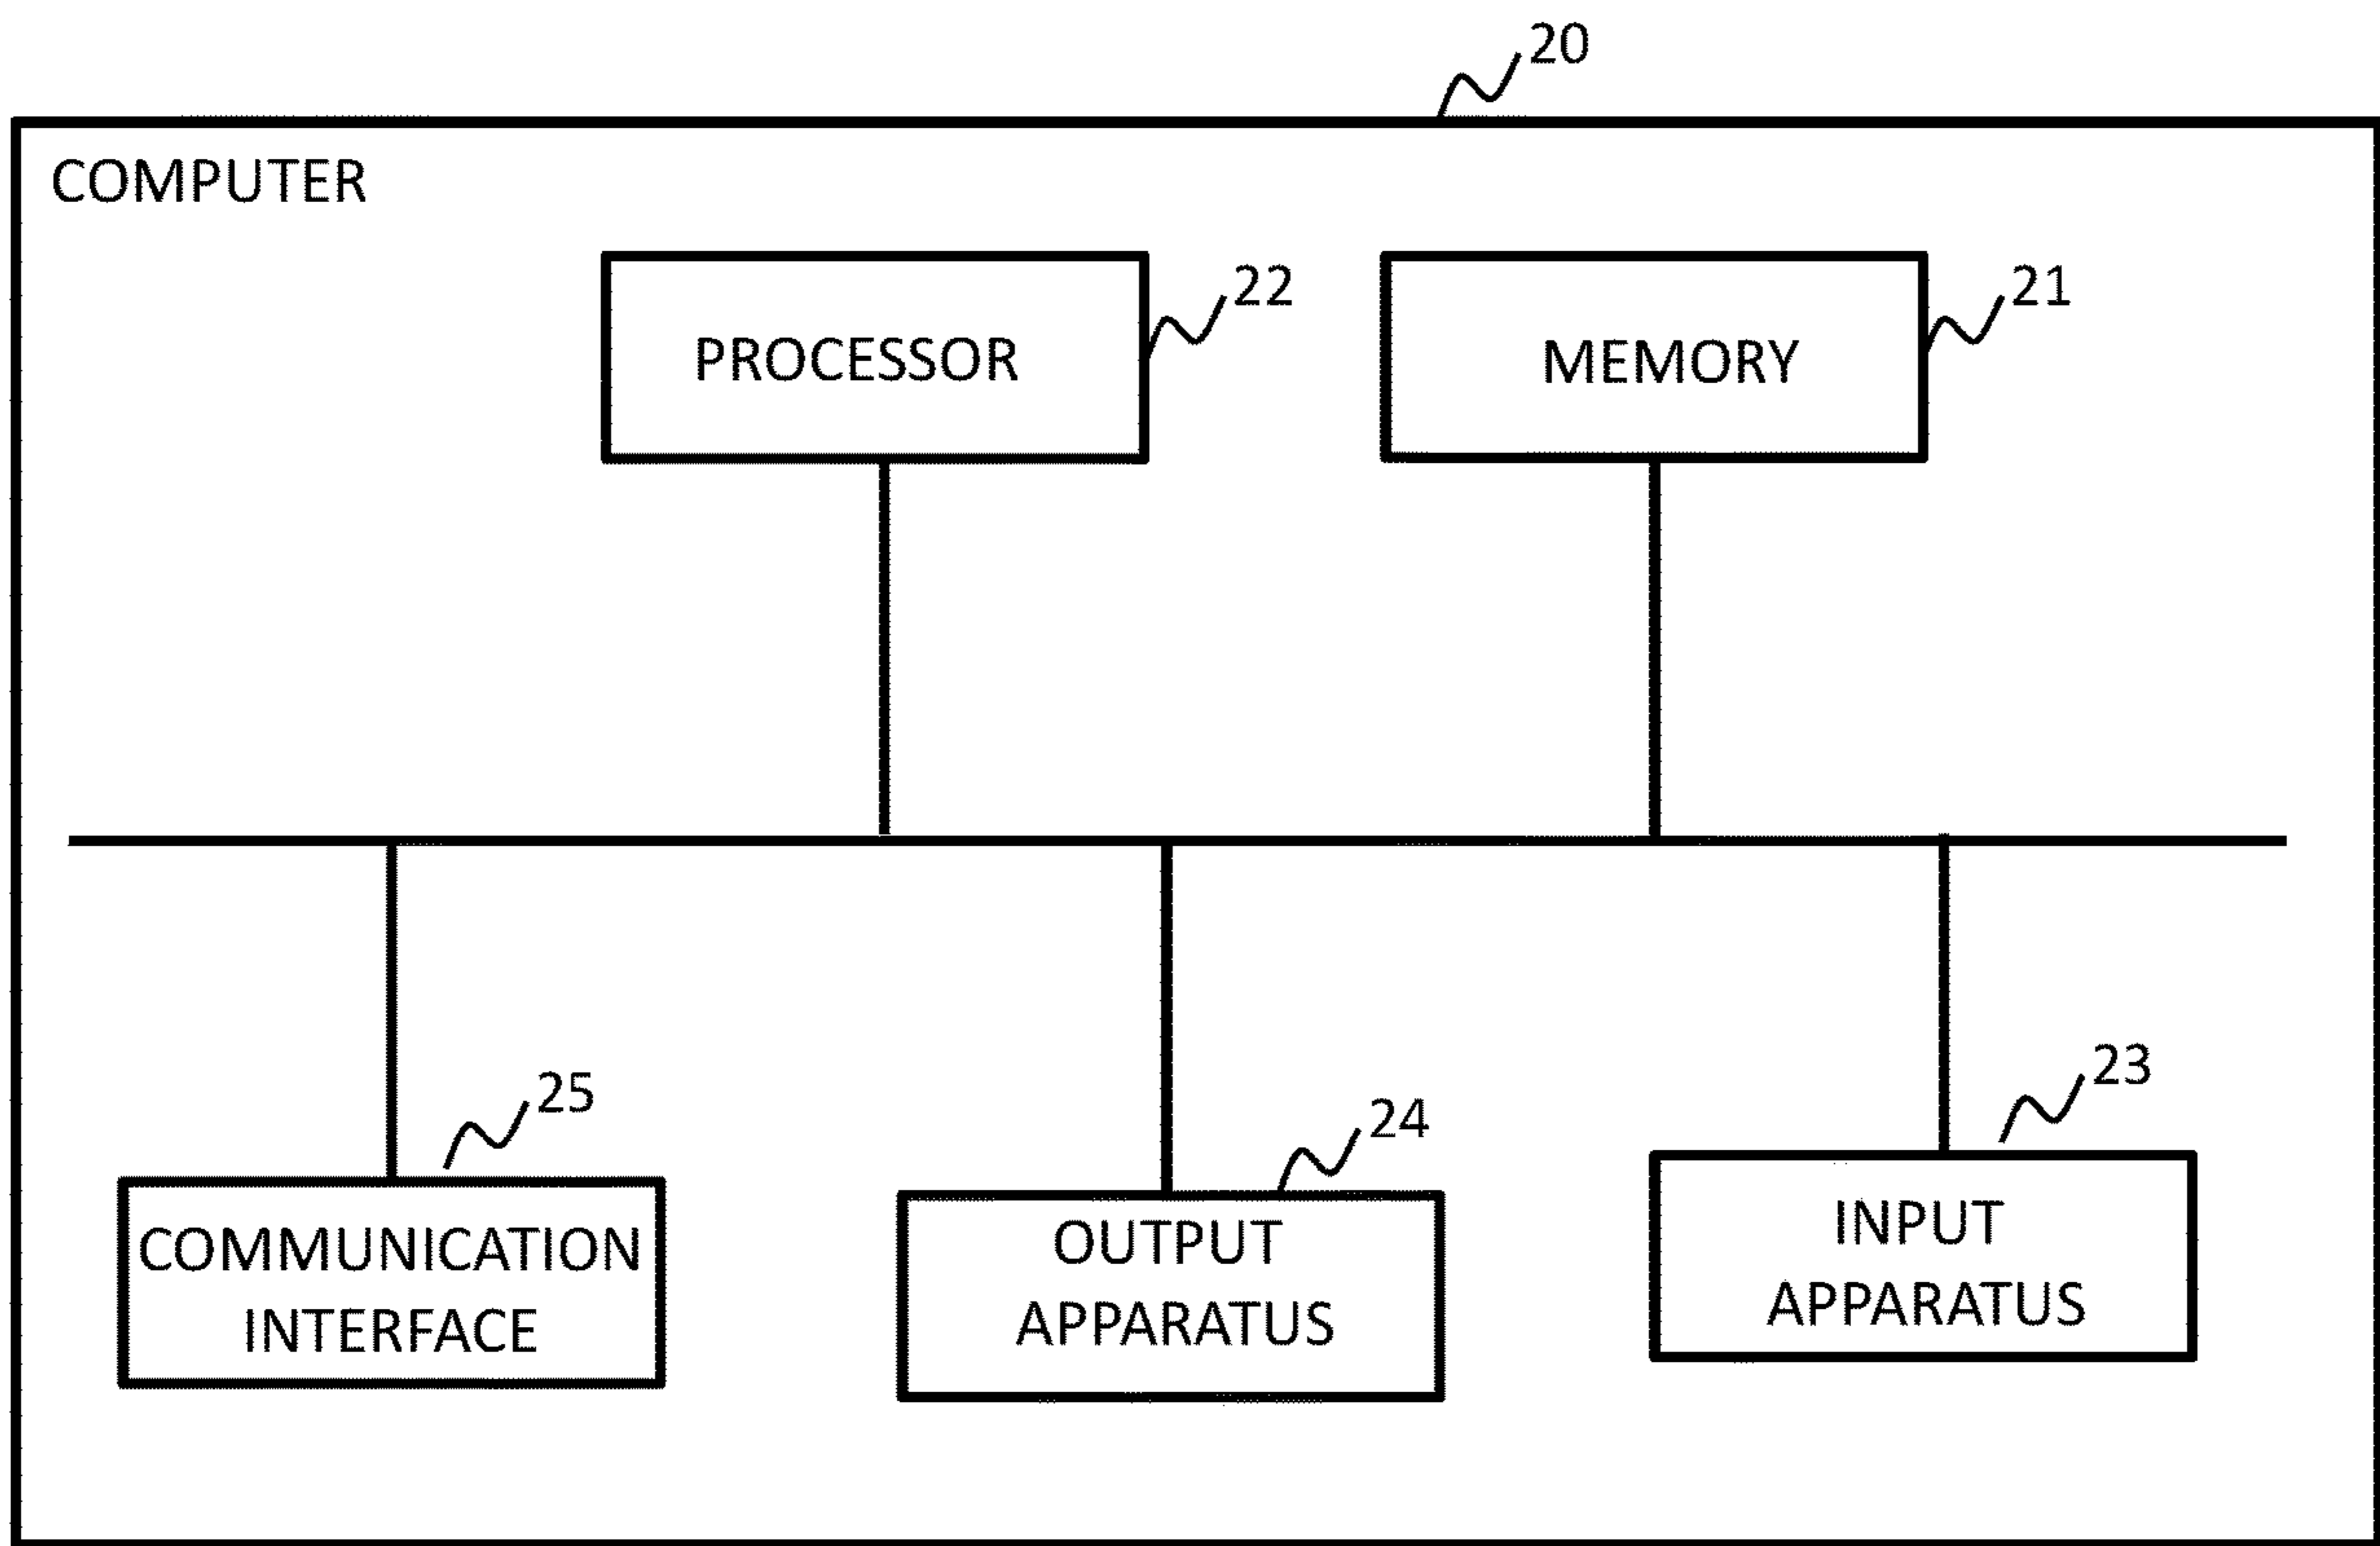 20
COMPUTER
22
21
PROCESSOR
MEMORY
25
24
23
COMMUNICATION
INTERFACE
OUTPUT
APPARATUS
INPUT
APPARATUS